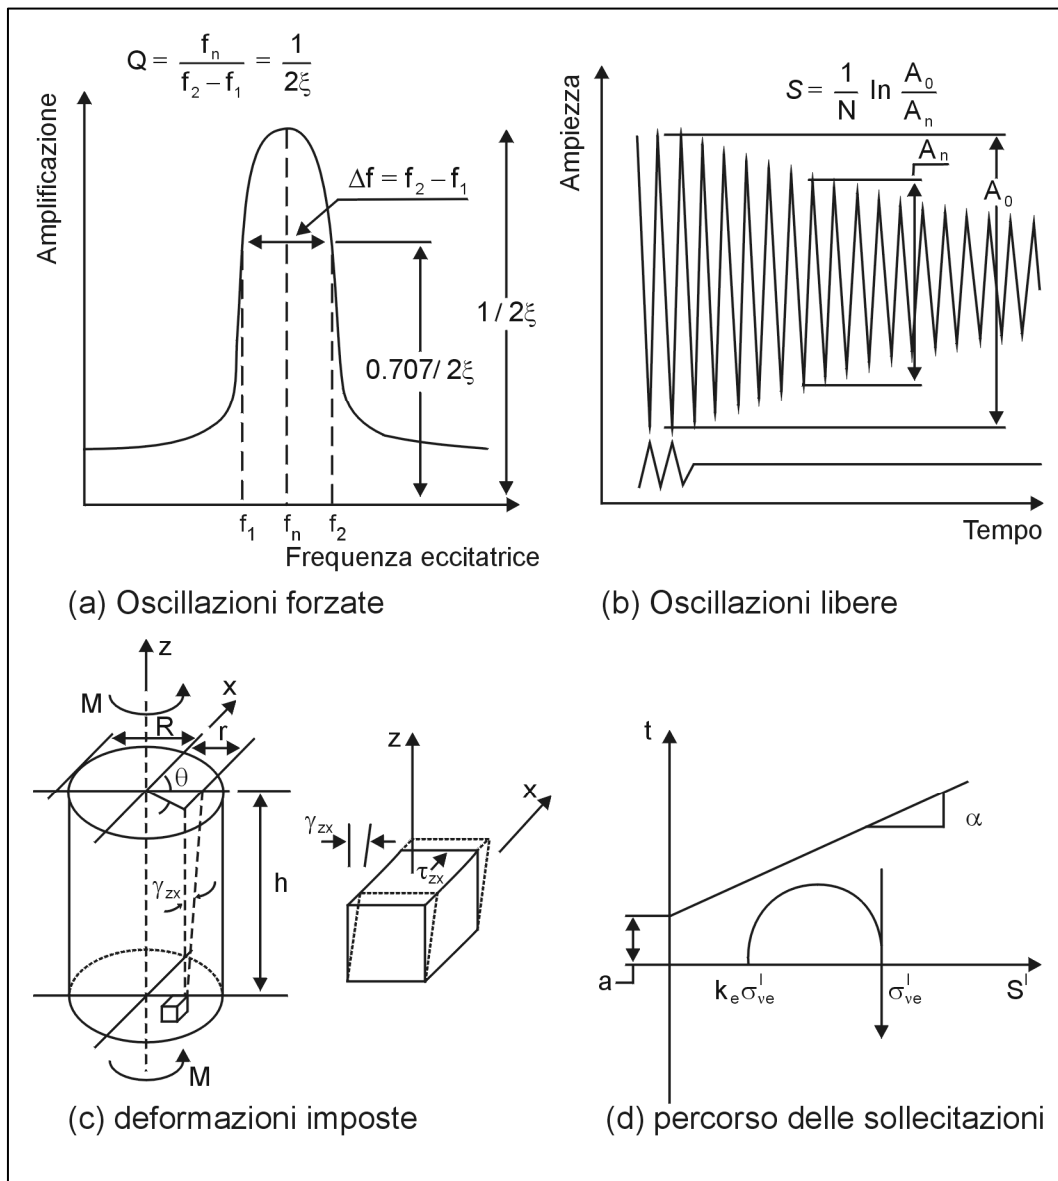 Q = f_n / (f_2 – f_1) = 1 / 2ξ
Amplificazione
Δf = f_2 – f_1
1 / 2ξ
0.707/ 2ξ
f_1 f_n f_2
Frequenza eccitatrice
(a) Oscillazioni forzate
Ampiezza
S = 1/N ln A_0/A_n
A_n
A_0
Tempo
(b) Oscillazioni libere
z
M
x
R r
θ
γ_zx
h
M
z
x
γ_zx
τ_zx
(c) deformazioni imposte
t
α
a
k_e σ'_ve
σ'_ve
S'
(d) percorso delle sollecitazioni